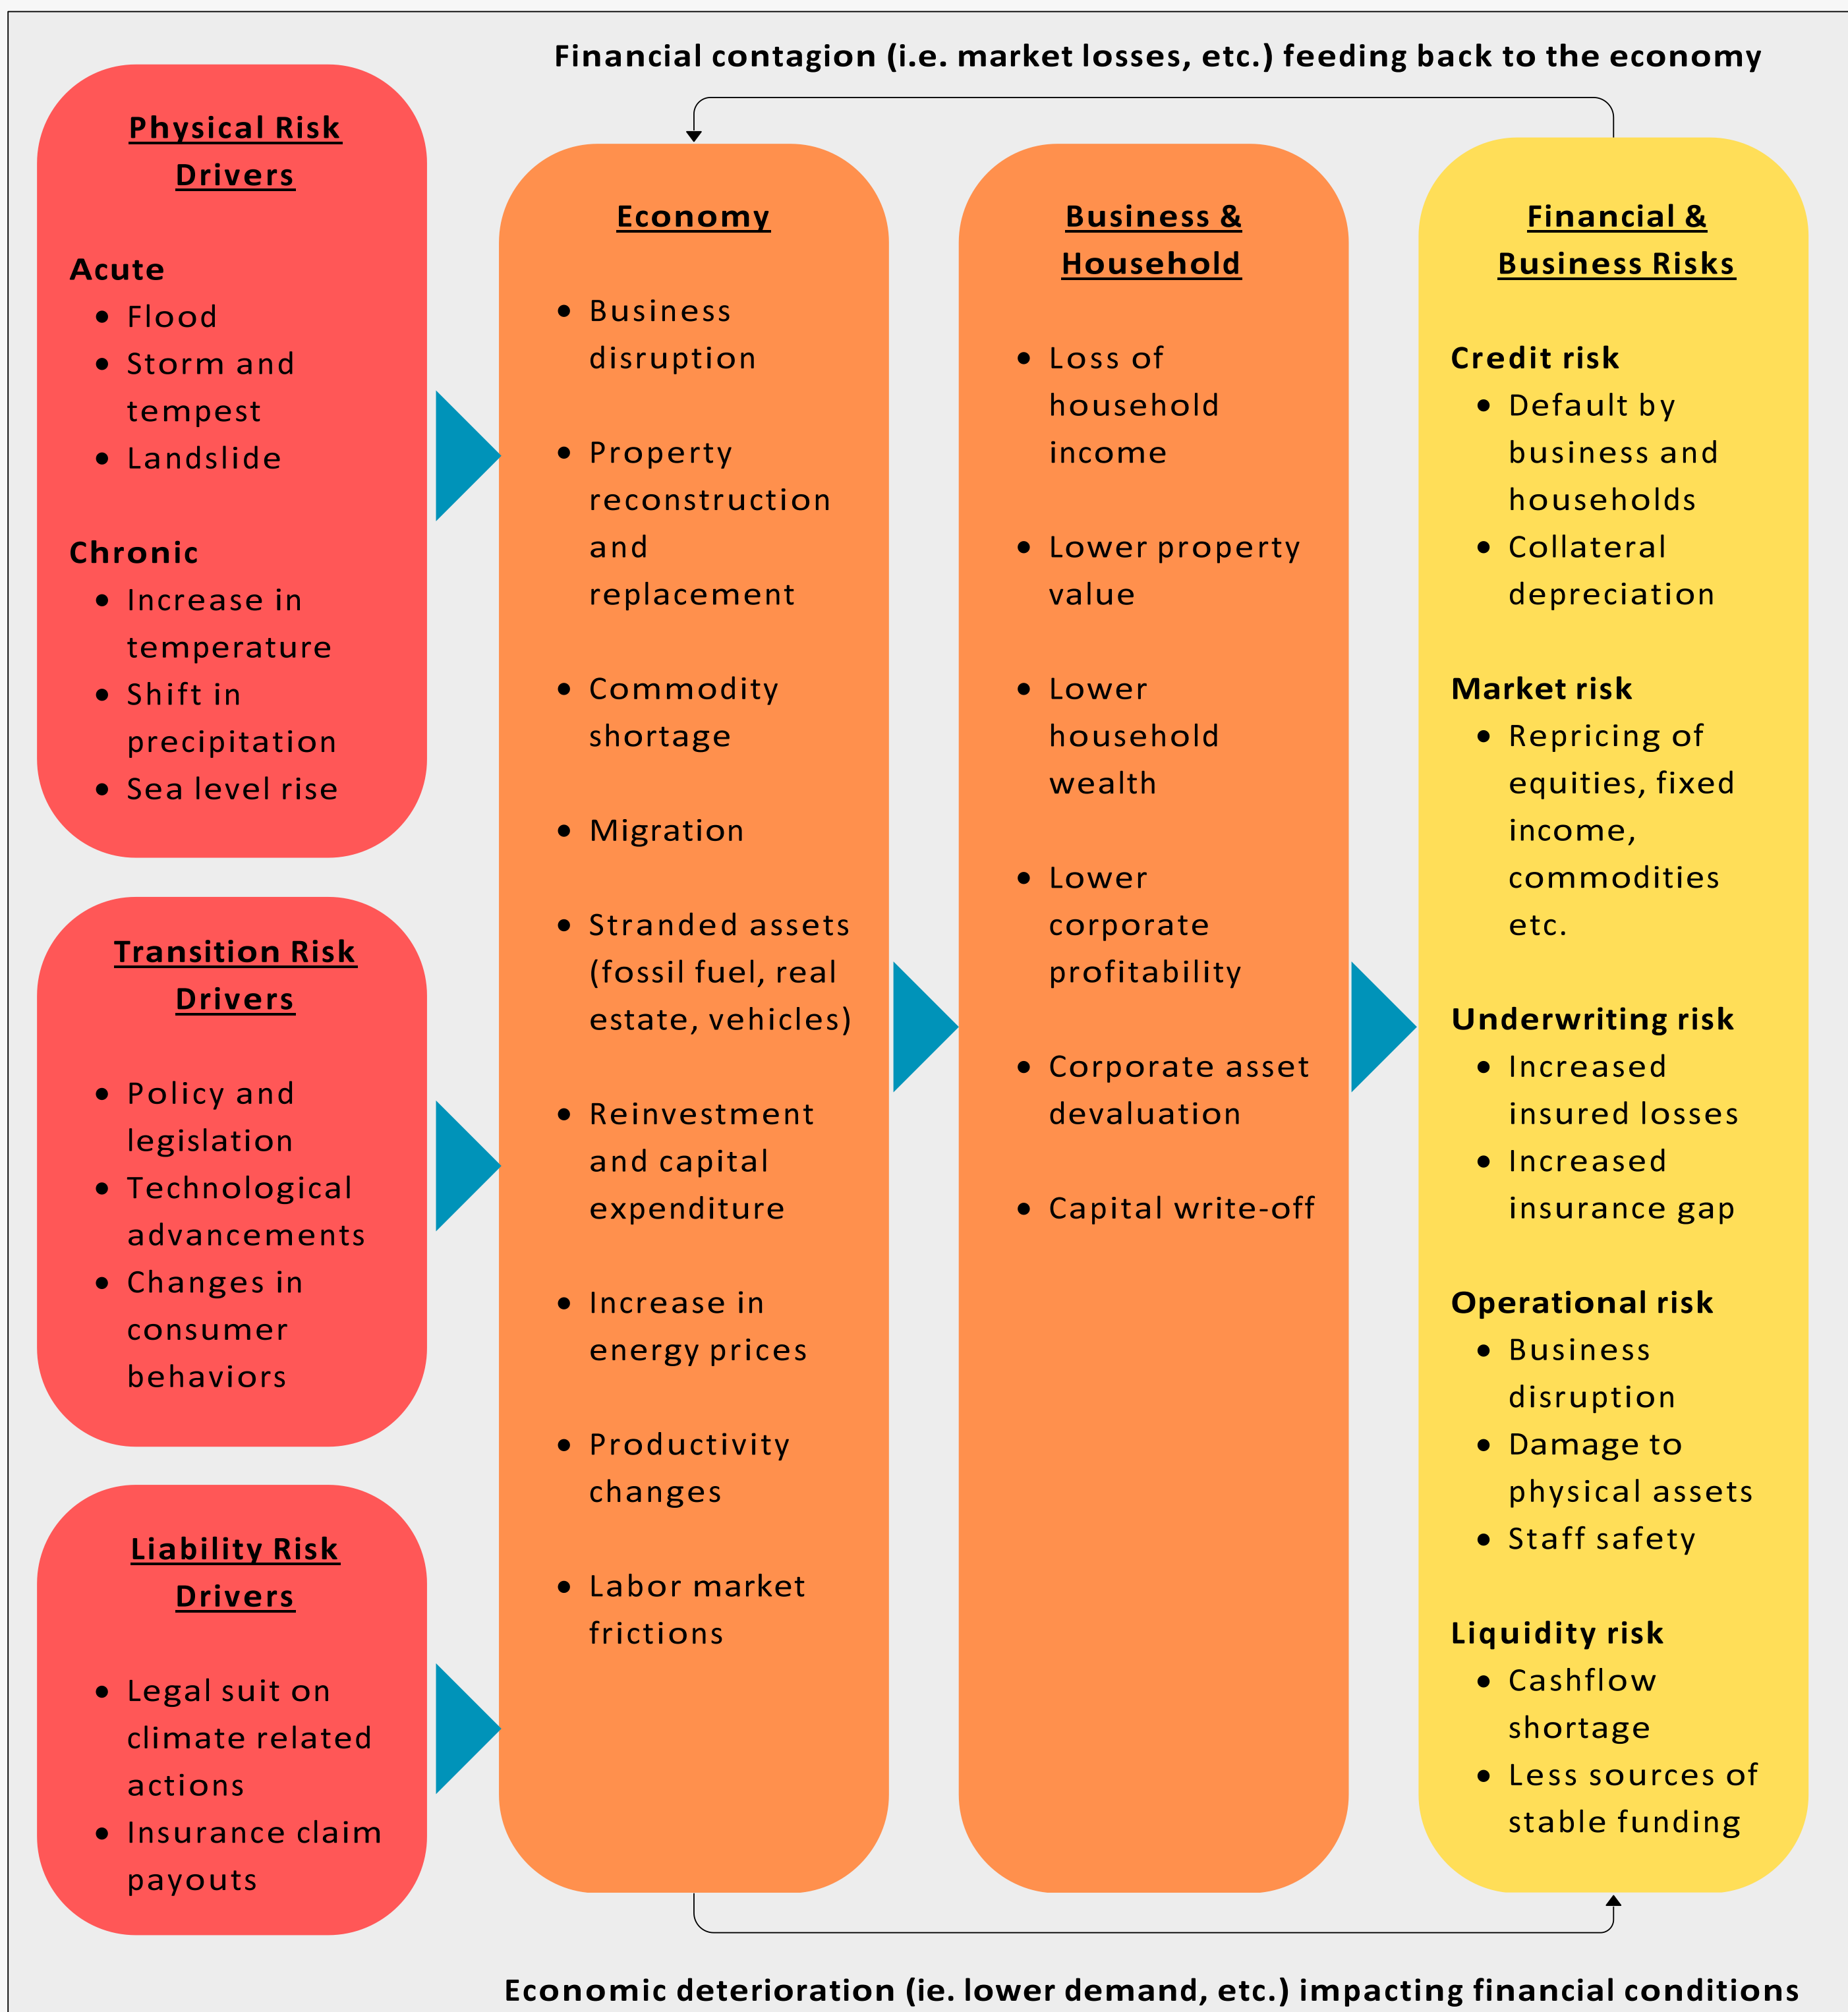 Financial contagion (i.e. market losses, etc.) feeding back to the economy
Physical Risk
Drivers
Acute
• Flood
• Storm and
tempest
• Landslide
Chronic
• Increase in
temperature
• Shift in
precipitation
• Sea level rise
Transition Risk
Drivers
• Policy and
legislation
• Technological
advancements
• Changes in
consumer
behaviors
Liability Risk
Drivers
• Legal suit on
climate related
actions
• Insurance claim
payouts
Economy
• Business
disruption
• Property
reconstruction
and
replacement
• Commodity
shortage
• Migration
• Stranded assets
(fossil fuel, real
estate, vehicles)
• Reinvestment
and capital
expenditure
• Increase in
energy prices
• Productivity
changes
• Labor market
frictions
Business &
Household
• Loss of
household
income
• Lower property
value
• Lower
household
wealth
• Lower
corporate
profitability
• Corporate asset
devaluation
• Capital write-off
Financial &
Business Risks
Credit risk
• Default by
business and
households
• Collateral
depreciation
Market risk
• Repricing of
equities, fixed
income,
commodities
etc.
Underwriting risk
• Increased
insured losses
• Increased
insurance gap
Operational risk
• Business
disruption
• Damage to
physical assets
• Staff safety
Liquidity risk
• Cashflow
shortage
• Less sources of
stable funding
Economic deterioration (ie. lower demand, etc.) impacting financial conditions